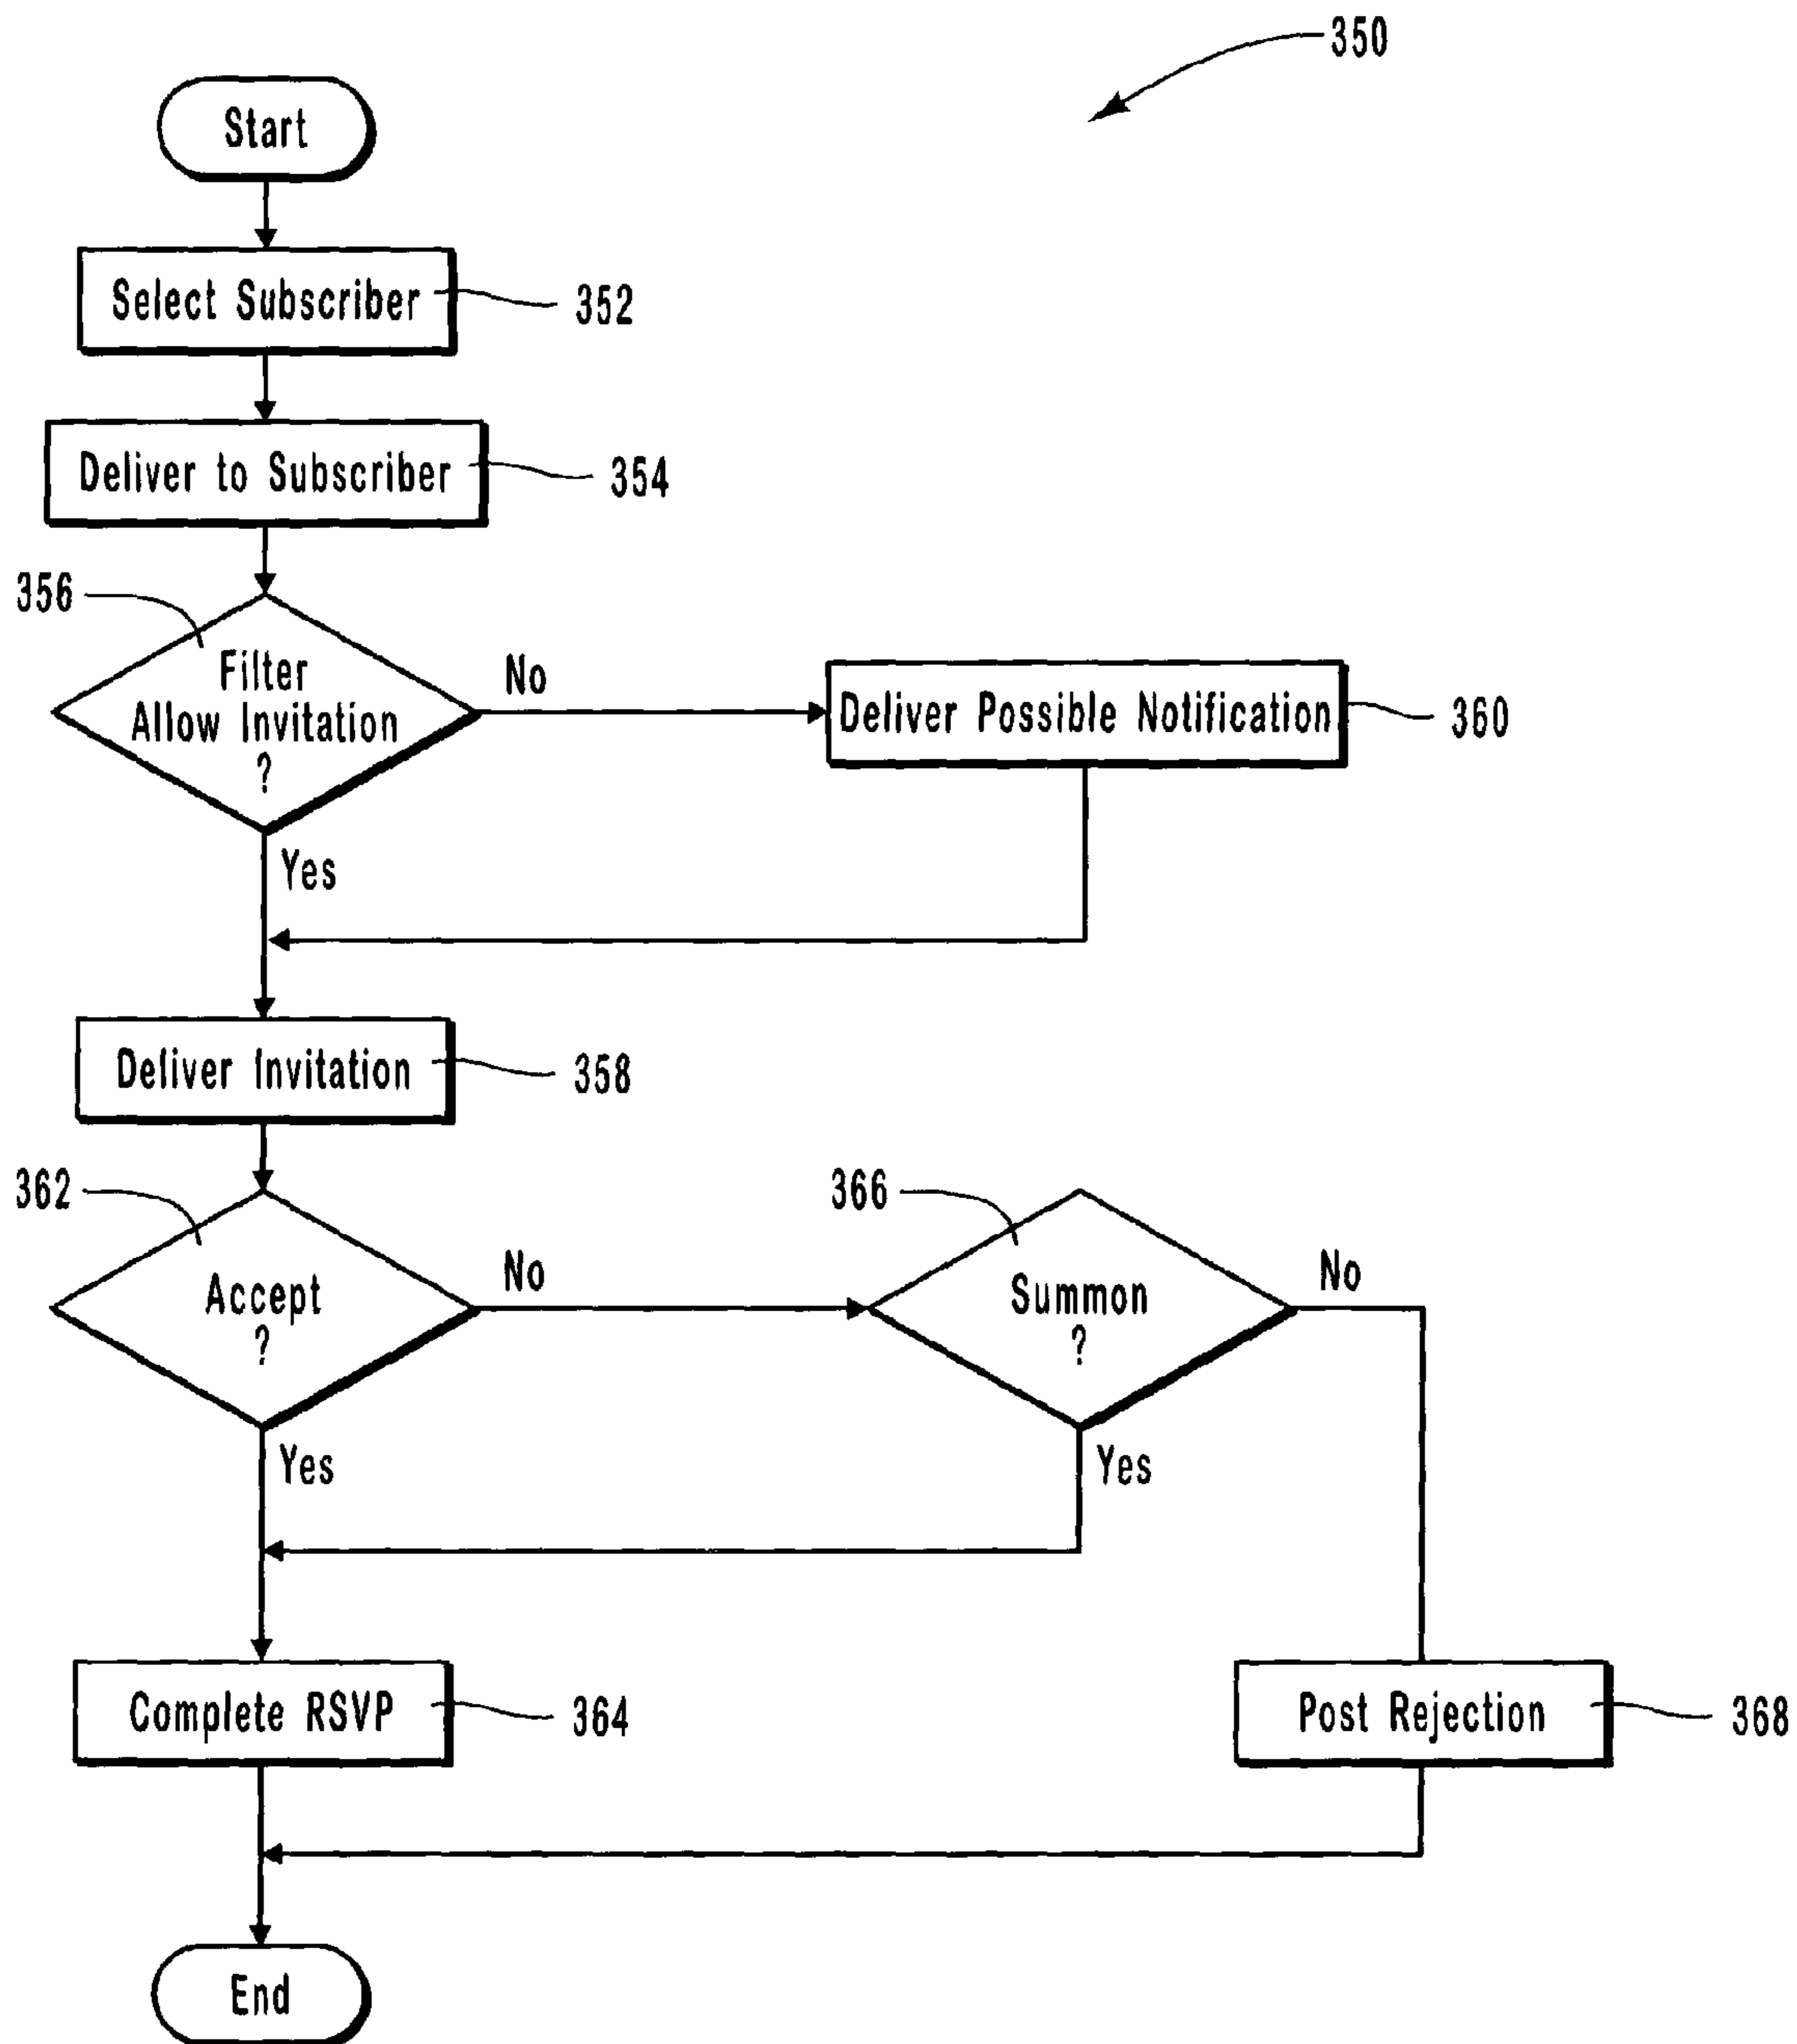 350
Start
Select Subscriber
352
Deliver to Subscriber
354
356
Filter
Allow Invitation
?
No
Deliver Possible Notification
360
Yes
Deliver Invitation
358
362
Accept
?
No
366
Summon
?
No
Yes
Yes
Complete RSVP
364
Post Rejection
368
End